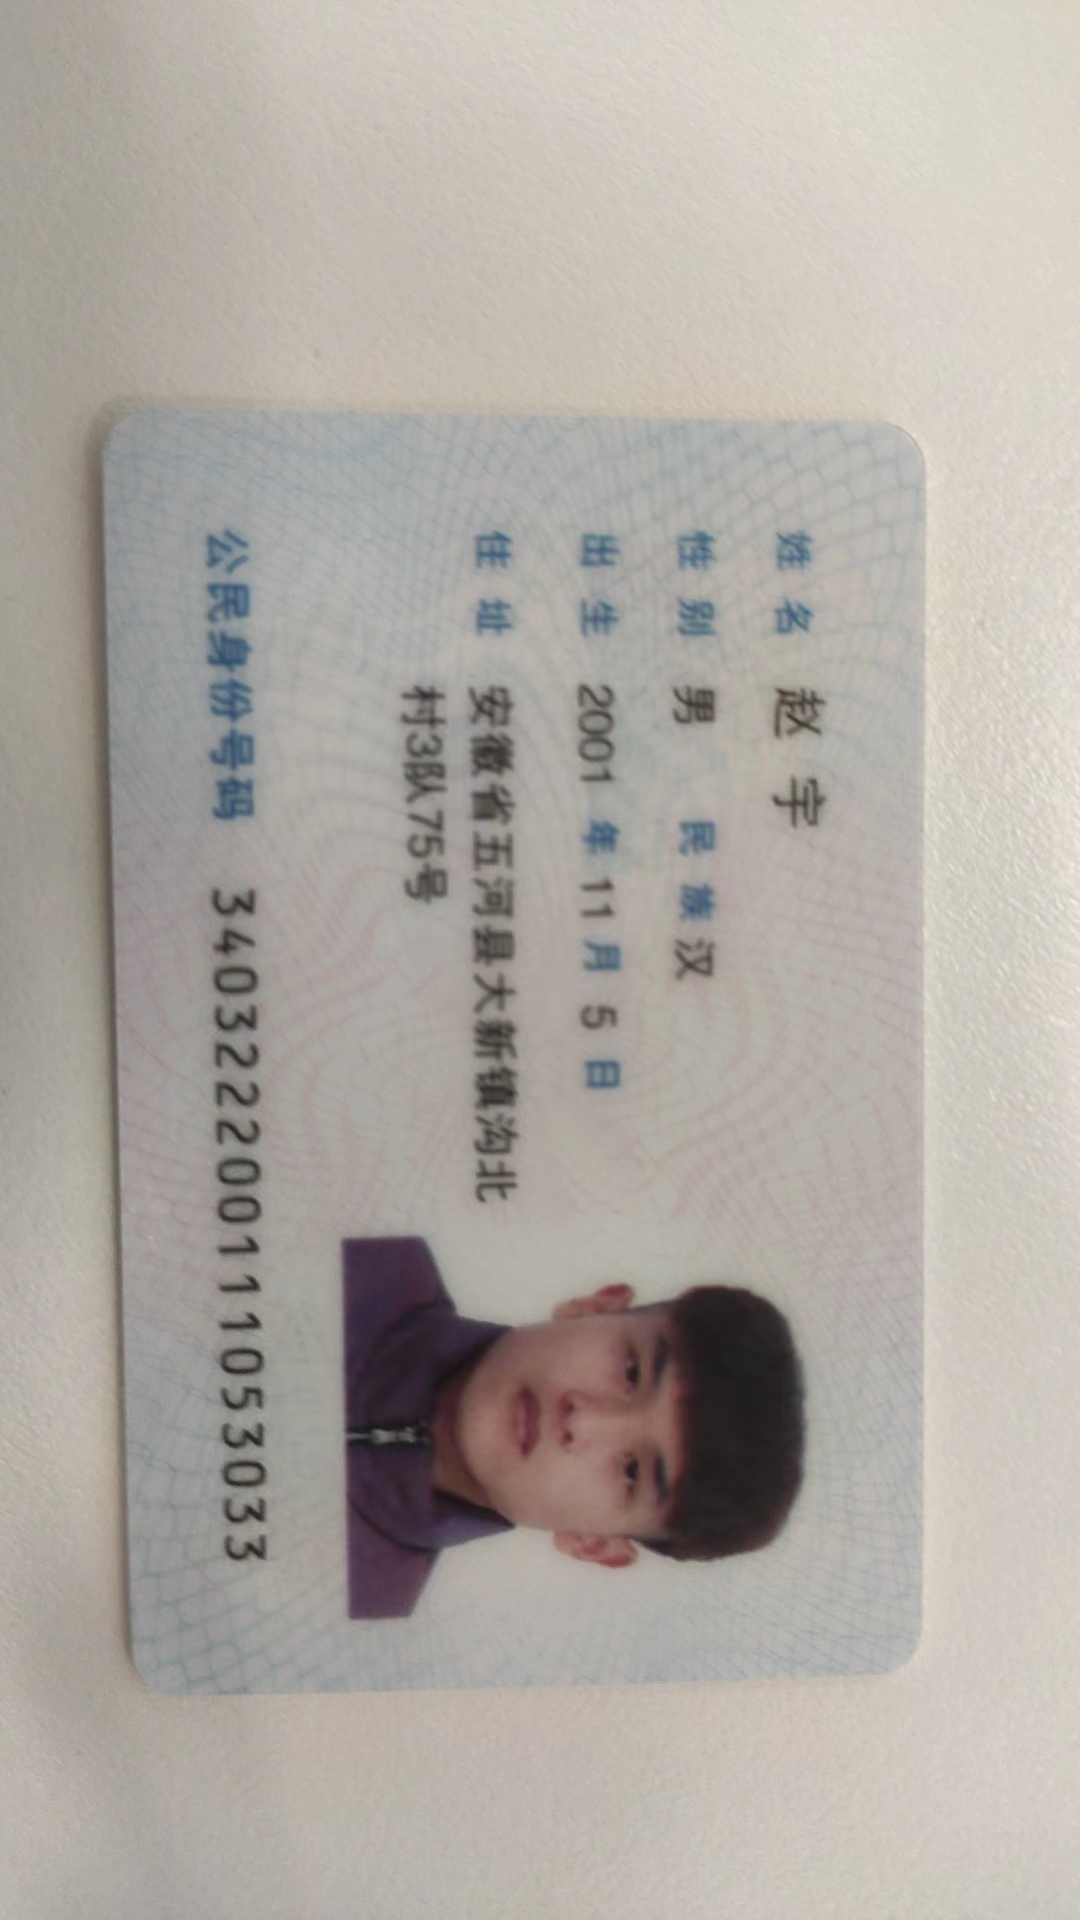 姓名 赵宇
性别 男 民族 汉
出生 2001 年 11 月 5 日
住址 安徽省五河县大新镇沟北
村3队75号
公民身份号码 340322200111053033